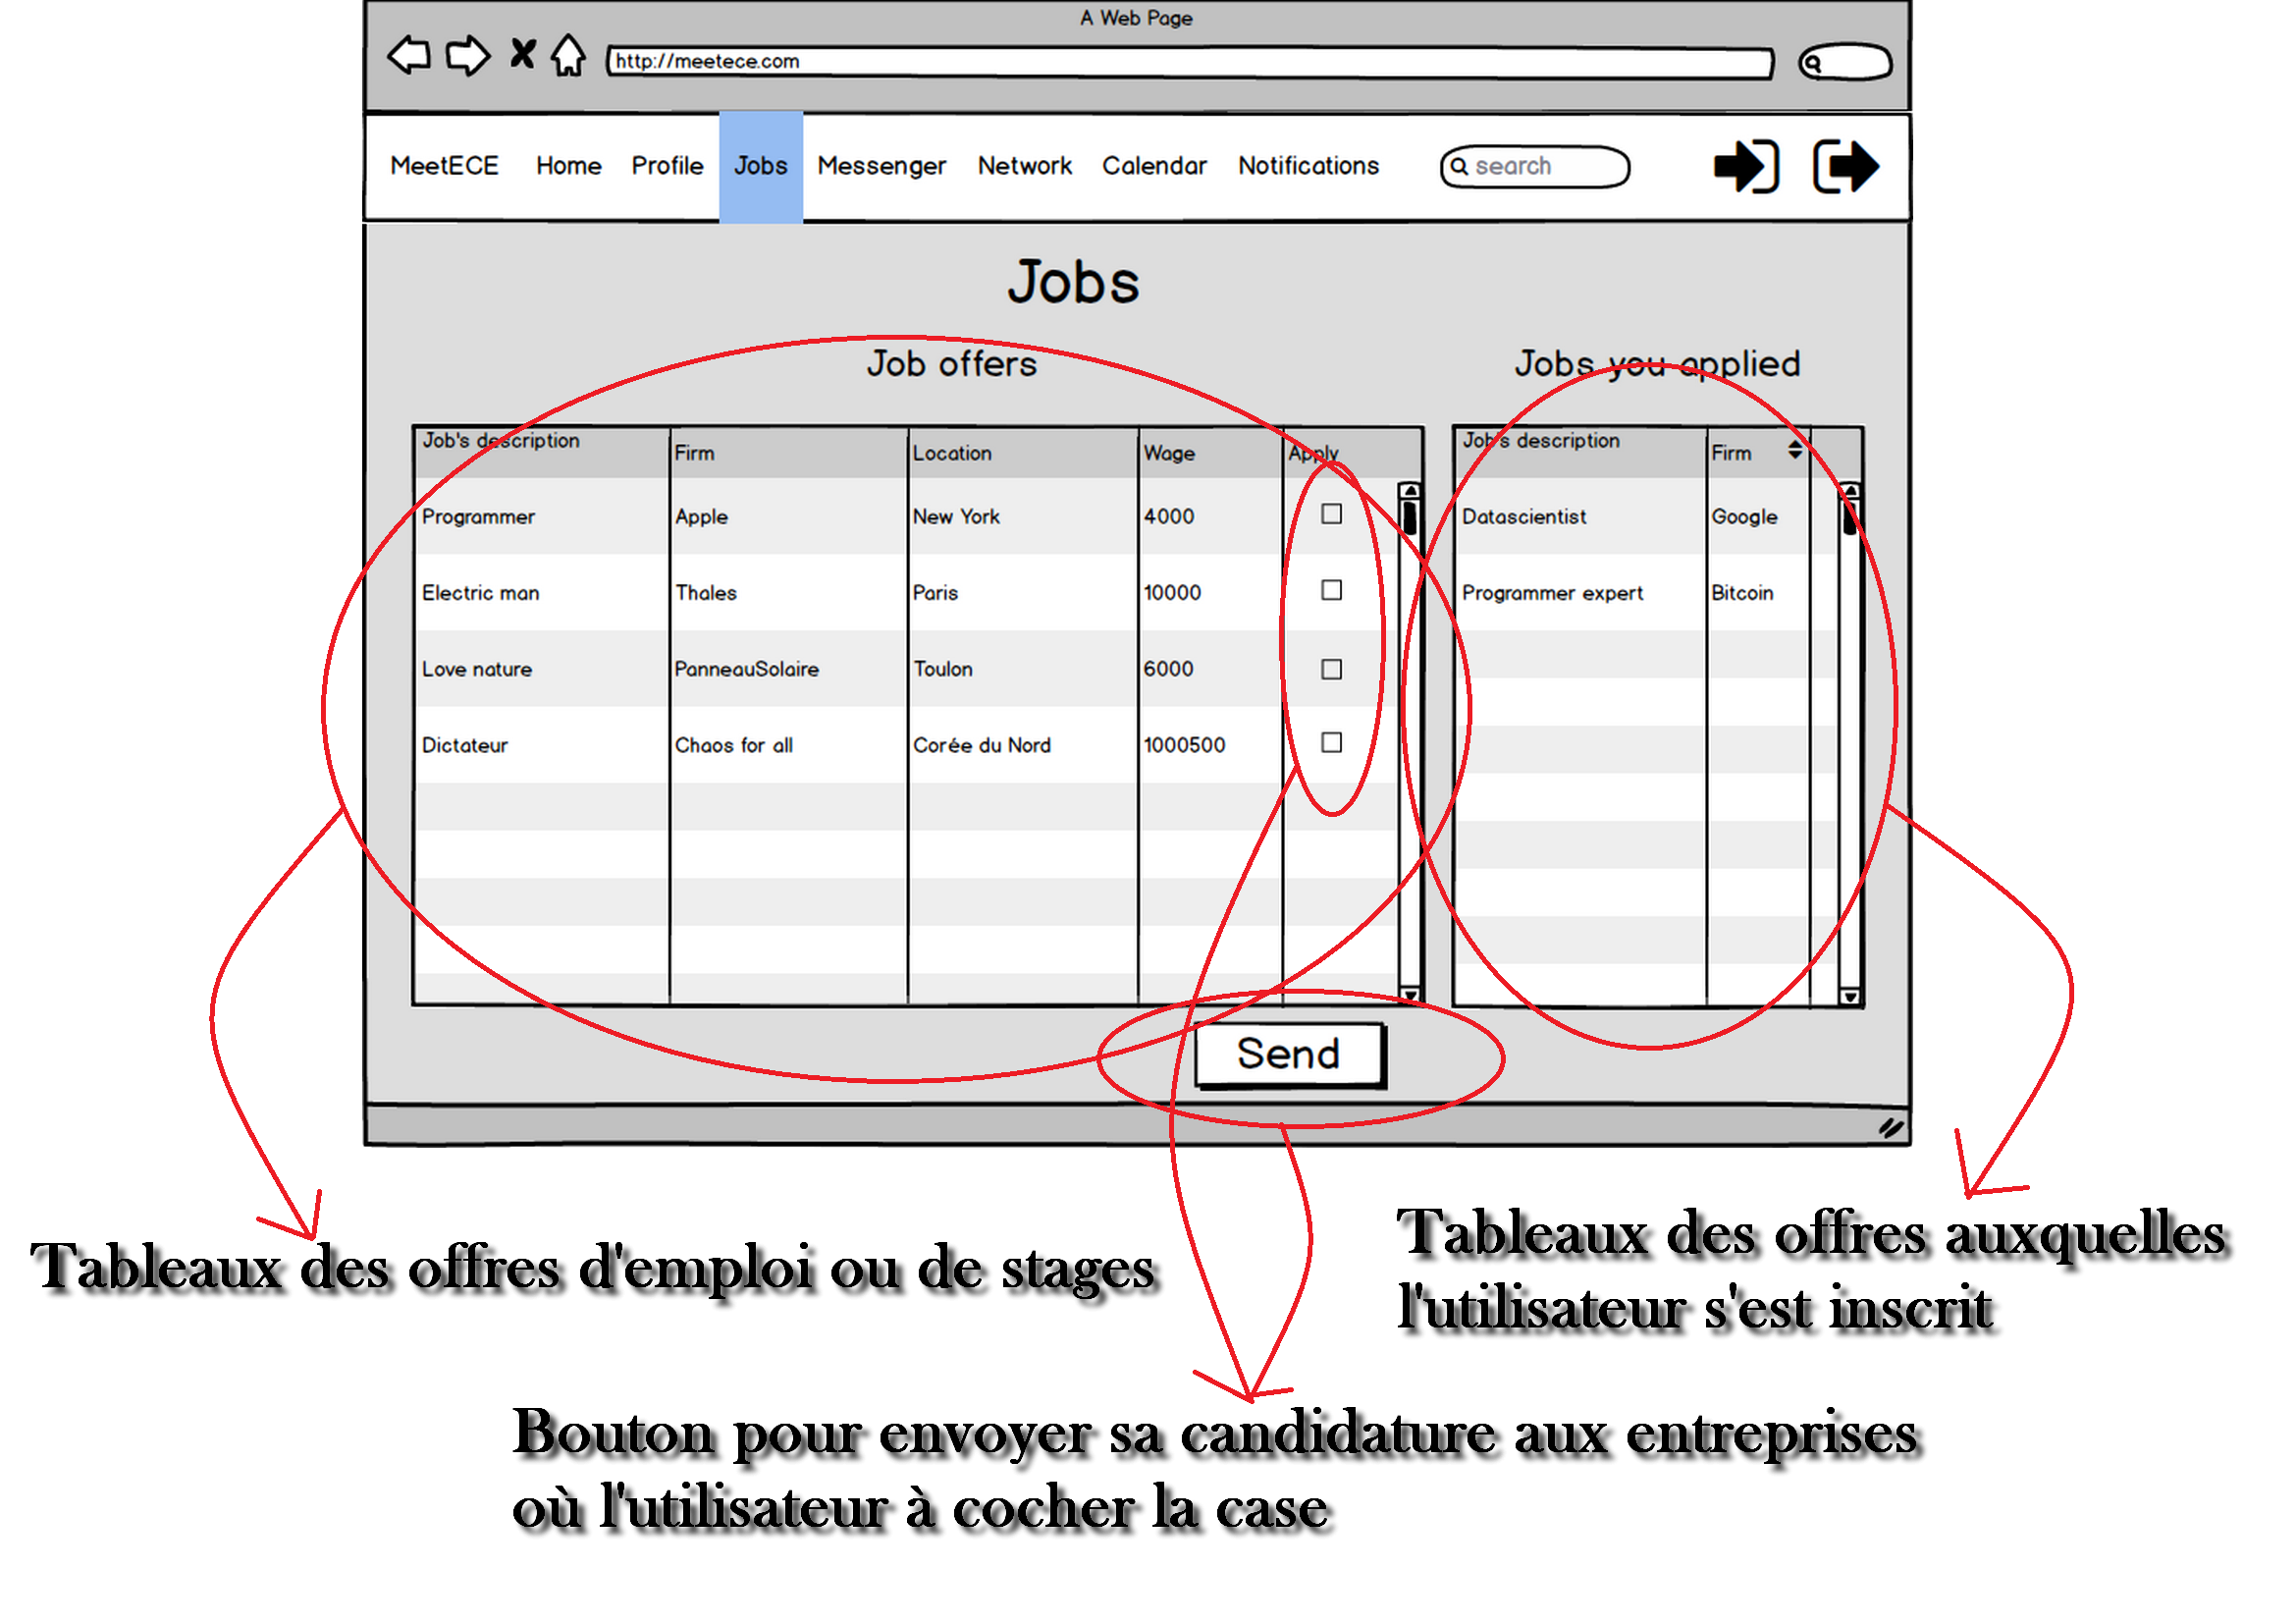 A Web Page
http://meetece.com
MeetECE Home Profile Jobs Messenger Network Calendar Notifications search
Jobs
Job offers
Job's description Firm Location Wage Apply
Programmer Apple New York 4000
Electric man Thales Paris 10000
Love nature PanneauSolaire Toulon 6000
Dictateur Chaos for all Corée du Nord 1000500
Jobs you applied
Job's description Firm
Datascientist Google
Programmer expert Bitcoin
Send
Tableaux des offres d'emploi ou de stages
Tableaux des offres auxquelles
l'utilisateur s'est inscrit
Bouton pour envoyer sa candidature aux entreprises
où l'utilisateur à cocher la case